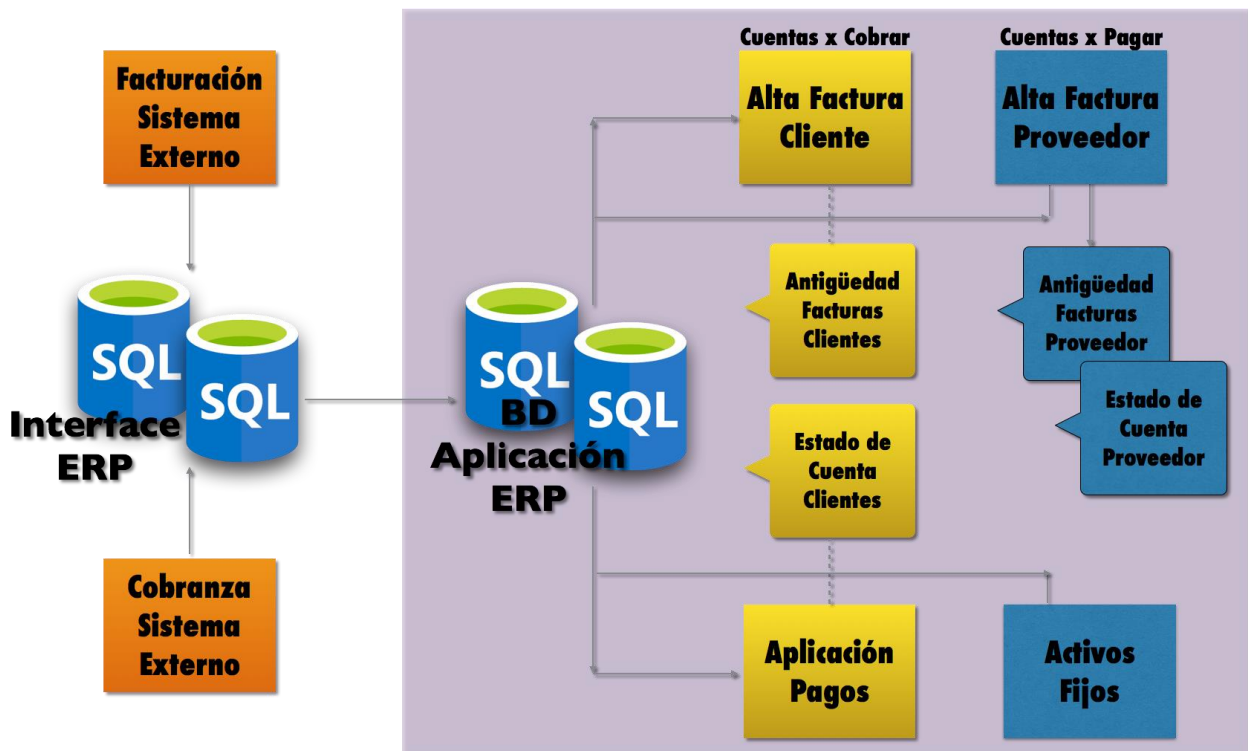 Facturación
Sistema
Externo
SQL
SQL
Interface
ERP
Cobranza
Sistema
Externo
SQL
SQL
BD
Aplicación
ERP
Cuentas x Cobrar
Alta Factura
Cliente
Antigüedad
Facturas
Clientes
Estado de
Cuenta
Clientes
Aplicación
Pagos
Cuentas x Pagar
Alta Factura
Proveedor
Antigüedad
Facturas
Proveedor
Estado de
Cuenta
Proveedor
Activos
Fijos